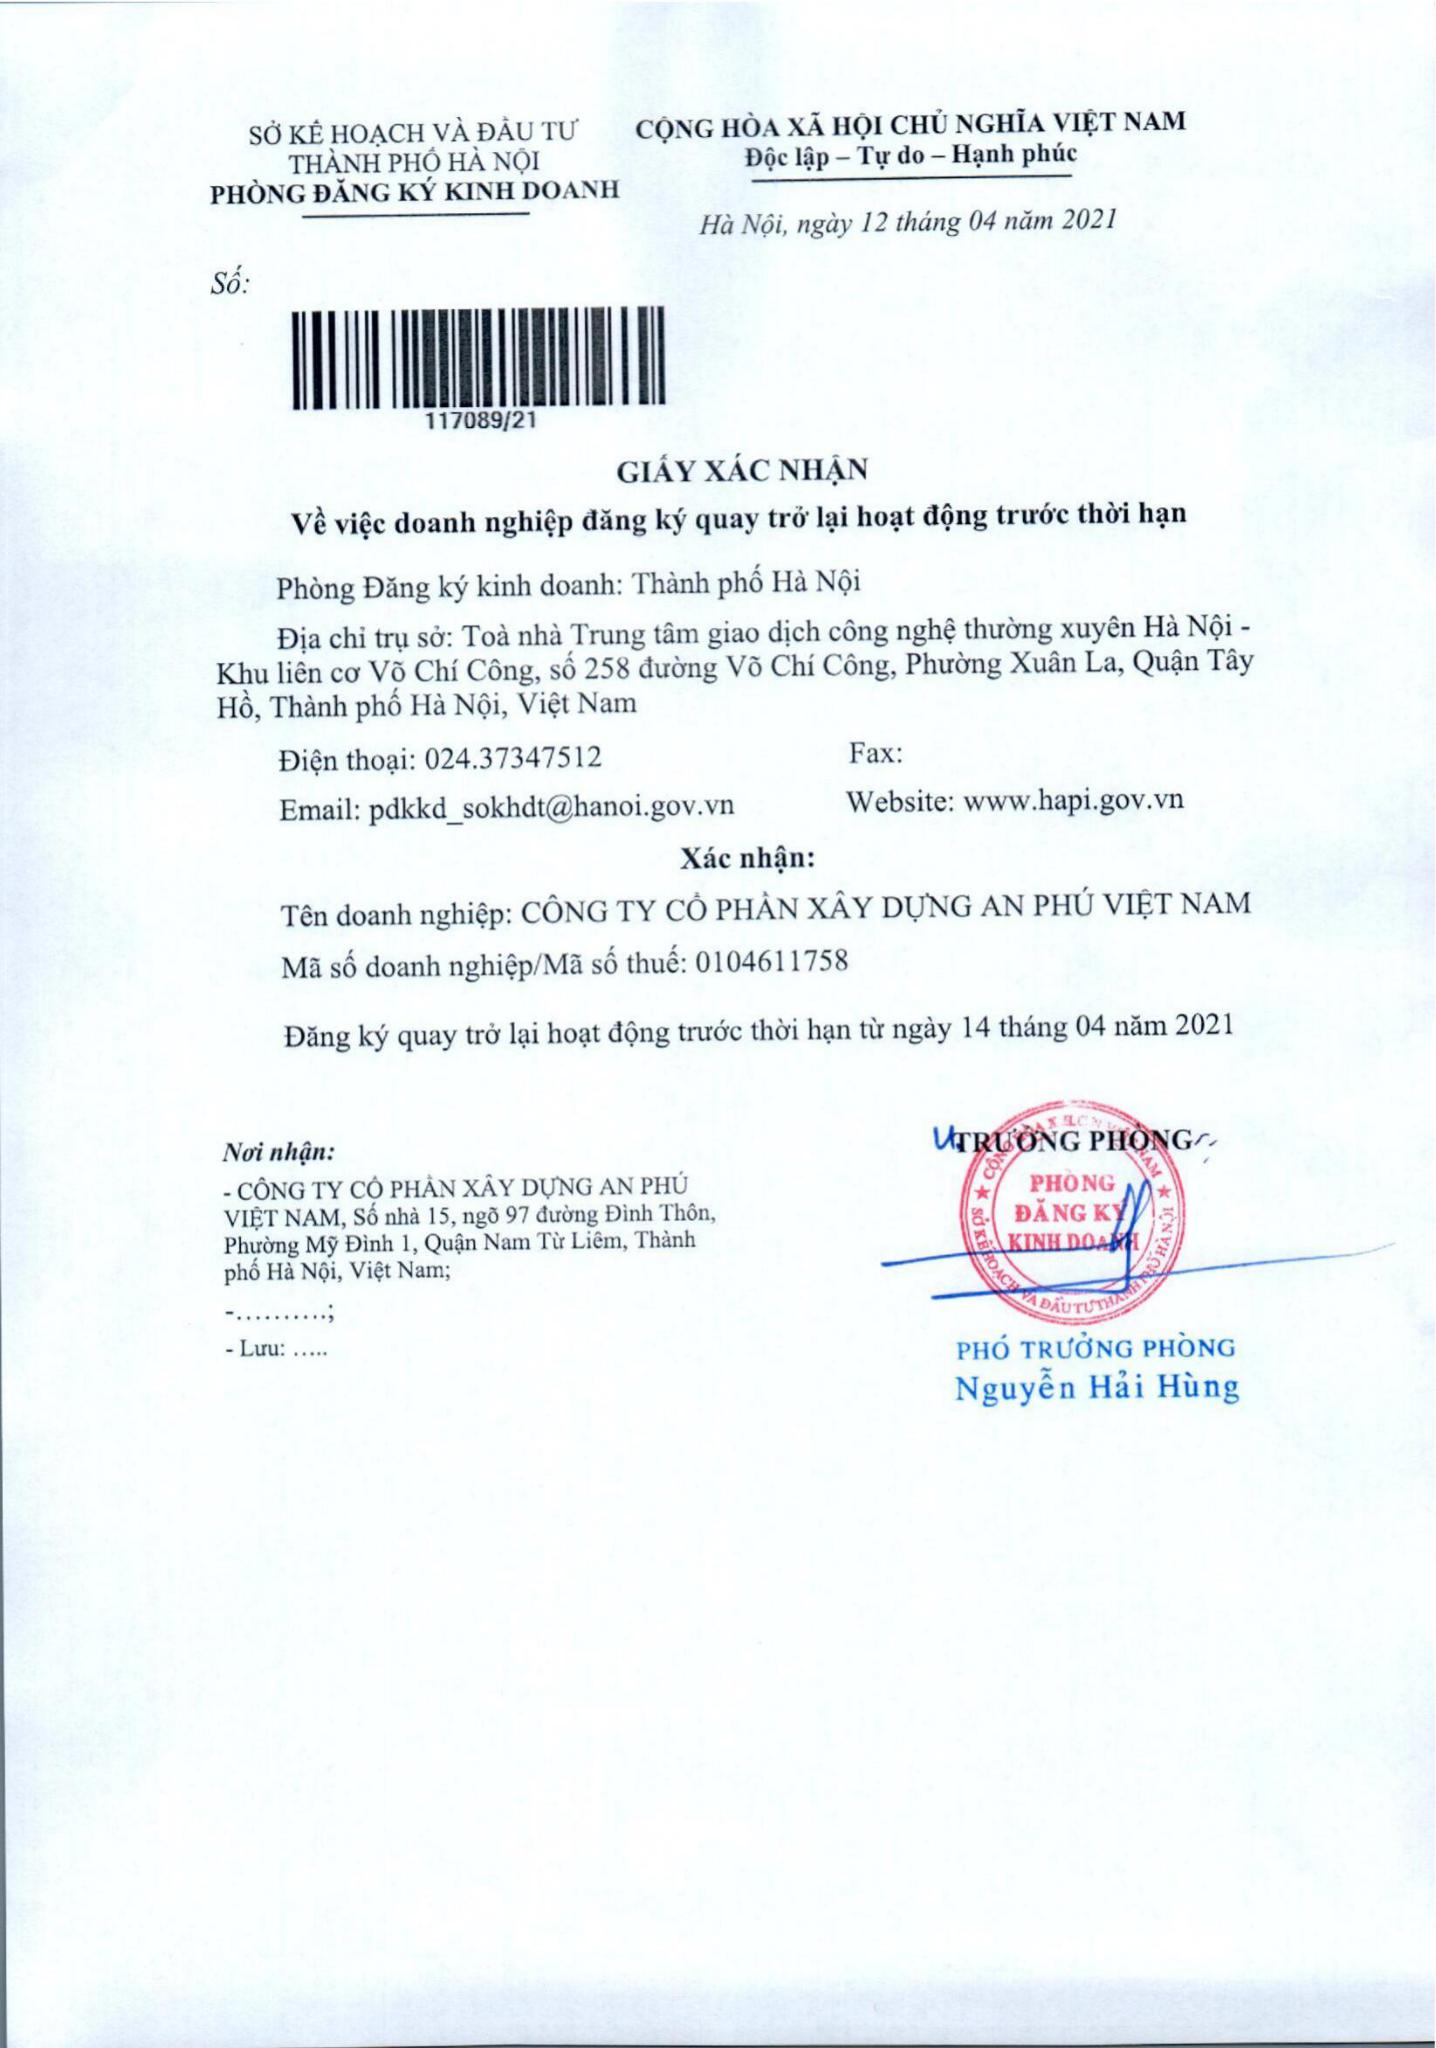 SỞ KẾ HOẠCH VÀ ĐẦU TƯ
THÀNH PHỐ HÀ NỘI
PHÒNG ĐĂNG KÝ KINH DOANH
CỘNG HÒA XÃ HỘI CHỦ NGHĨA VIỆT NAM
Độc lập – Tự do – Hạnh phúc
Hà Nội, ngày 12 tháng 04 năm 2021
Số:
117089/21
GIẤY XÁC NHẬN
Về việc doanh nghiệp đăng ký quay trở lại hoạt động trước thời hạn
Phòng Đăng ký kinh doanh: Thành phố Hà Nội
Địa chỉ trụ sở: Toà nhà Trung tâm giao dịch công nghệ thường xuyên Hà Nội -
Khu liên cơ Võ Chí Công, số 258 đường Võ Chí Công, Phường Xuân La, Quận Tây
Hồ, Thành phố Hà Nội, Việt Nam
Điện thoại: 024.37347512 Fax:
Email: pdkkd_sokhdt@hanoi.gov.vn Website: www.hapi.gov.vn
Xác nhận:
Tên doanh nghiệp: CÔNG TY CỔ PHẦN XÂY DỰNG AN PHÚ VIỆT NAM
Mã số doanh nghiệp/Mã số thuế: 0104611758
Đăng ký quay trở lại hoạt động trước thời hạn từ ngày 14 tháng 04 năm 2021
Nơi nhận:
- CÔNG TY CỔ PHẦN XÂY DỰNG AN PHÚ
VIỆT NAM, Số nhà 15, ngõ 97 đường Đình Thôn,
Phường Mỹ Đình 1, Quận Nam Từ Liêm, Thành
phố Hà Nội, Việt Nam;
-..........;
- Lưu: .....
TRƯỞNG PHÒNG
CỘNG HÒA X.H.C.N VIỆT NAM
PHÒNG
ĐĂNG KÝ
KINH DOANH
SỞ KẾ HOẠCH VÀ ĐẦU TƯ THÀNH PHỐ HÀ NỘI
PHÓ TRƯỞNG PHÒNG
Nguyễn Hải Hùng